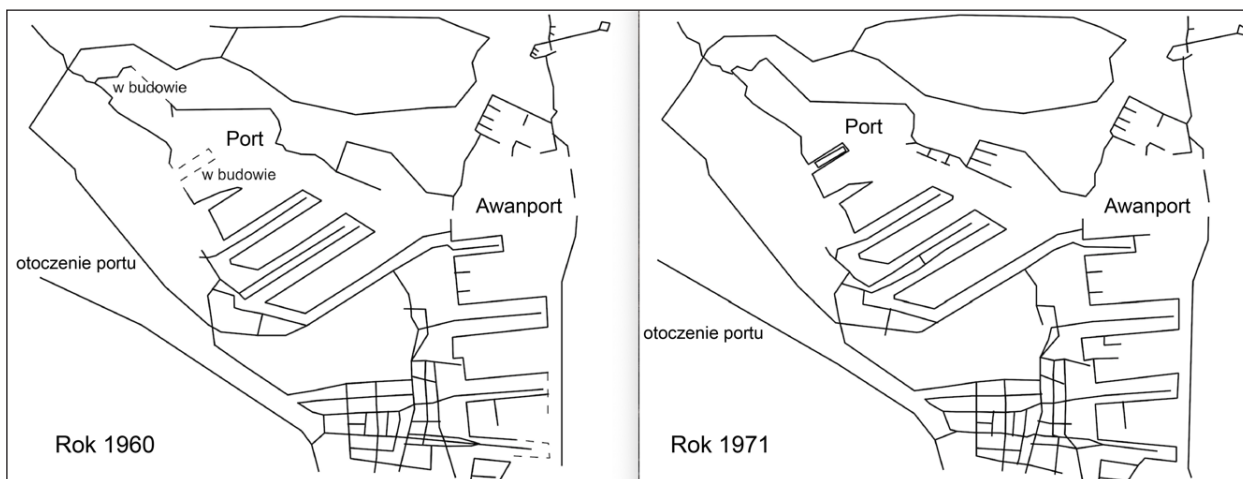 w budowie
Port
w budowie
Awanport
otoczenie portu
Rok 1960
Port
Awanport
otoczenie portu
Rok 1971